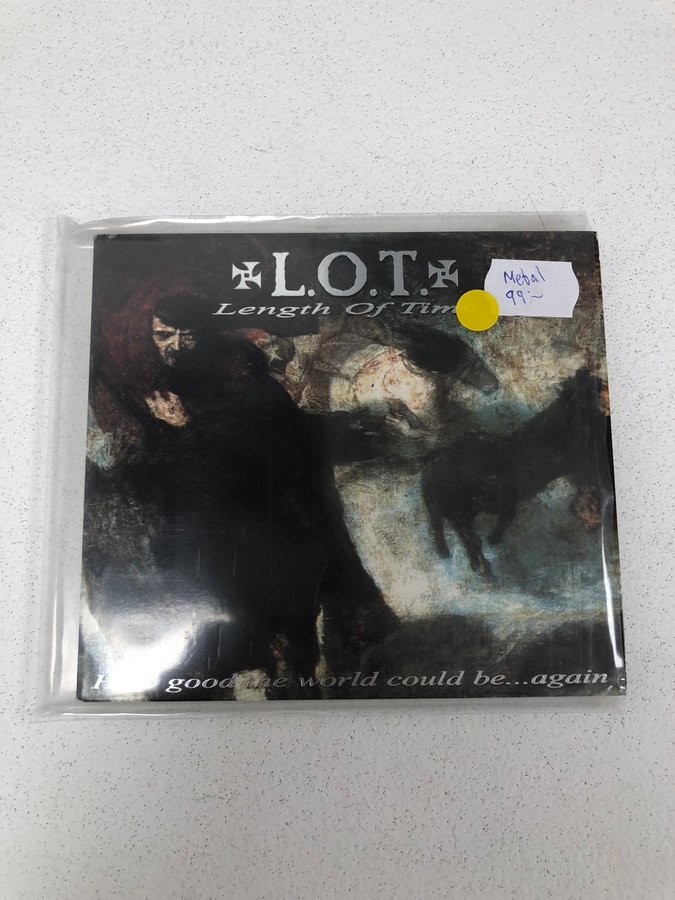 L.O.T.
Length Of Tim
Metal
99:-
good the world could be...again